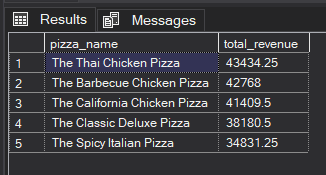 Results Messages
pizza_name total_revenue
1 The Thai Chicken Pizza 43434.25
2 The Barbecue Chicken Pizza 42768
3 The California Chicken Pizza 41409.5
4 The Classic Deluxe Pizza 38180.5
5 The Spicy Italian Pizza 34831.25